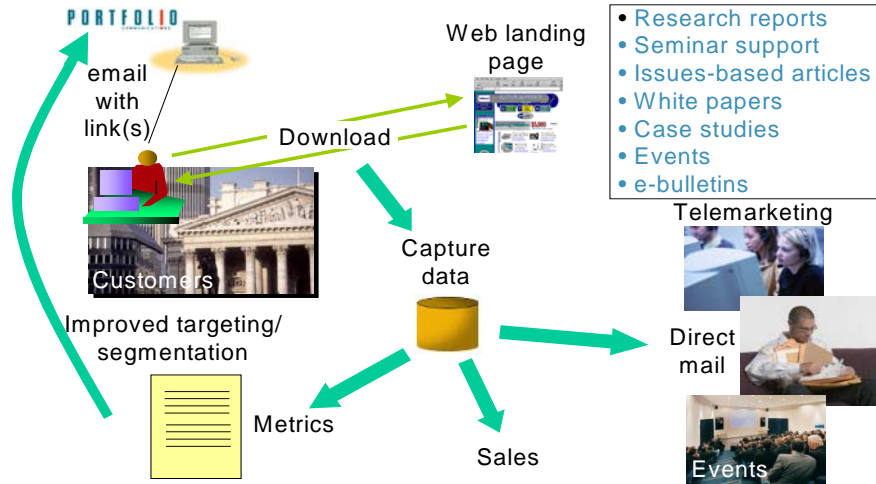 PORTFOLIO
COMMUNICATIONS
email
with
link(s)
Web landing
page
• Research reports
• Seminar support
• Issues-based articles
• White papers
• Case studies
• Events
• e-bulletins
Download
Customers
Capture
data
Telemarketing
Direct
mail
Events
Improved targeting/
segmentation
Metrics
Sales